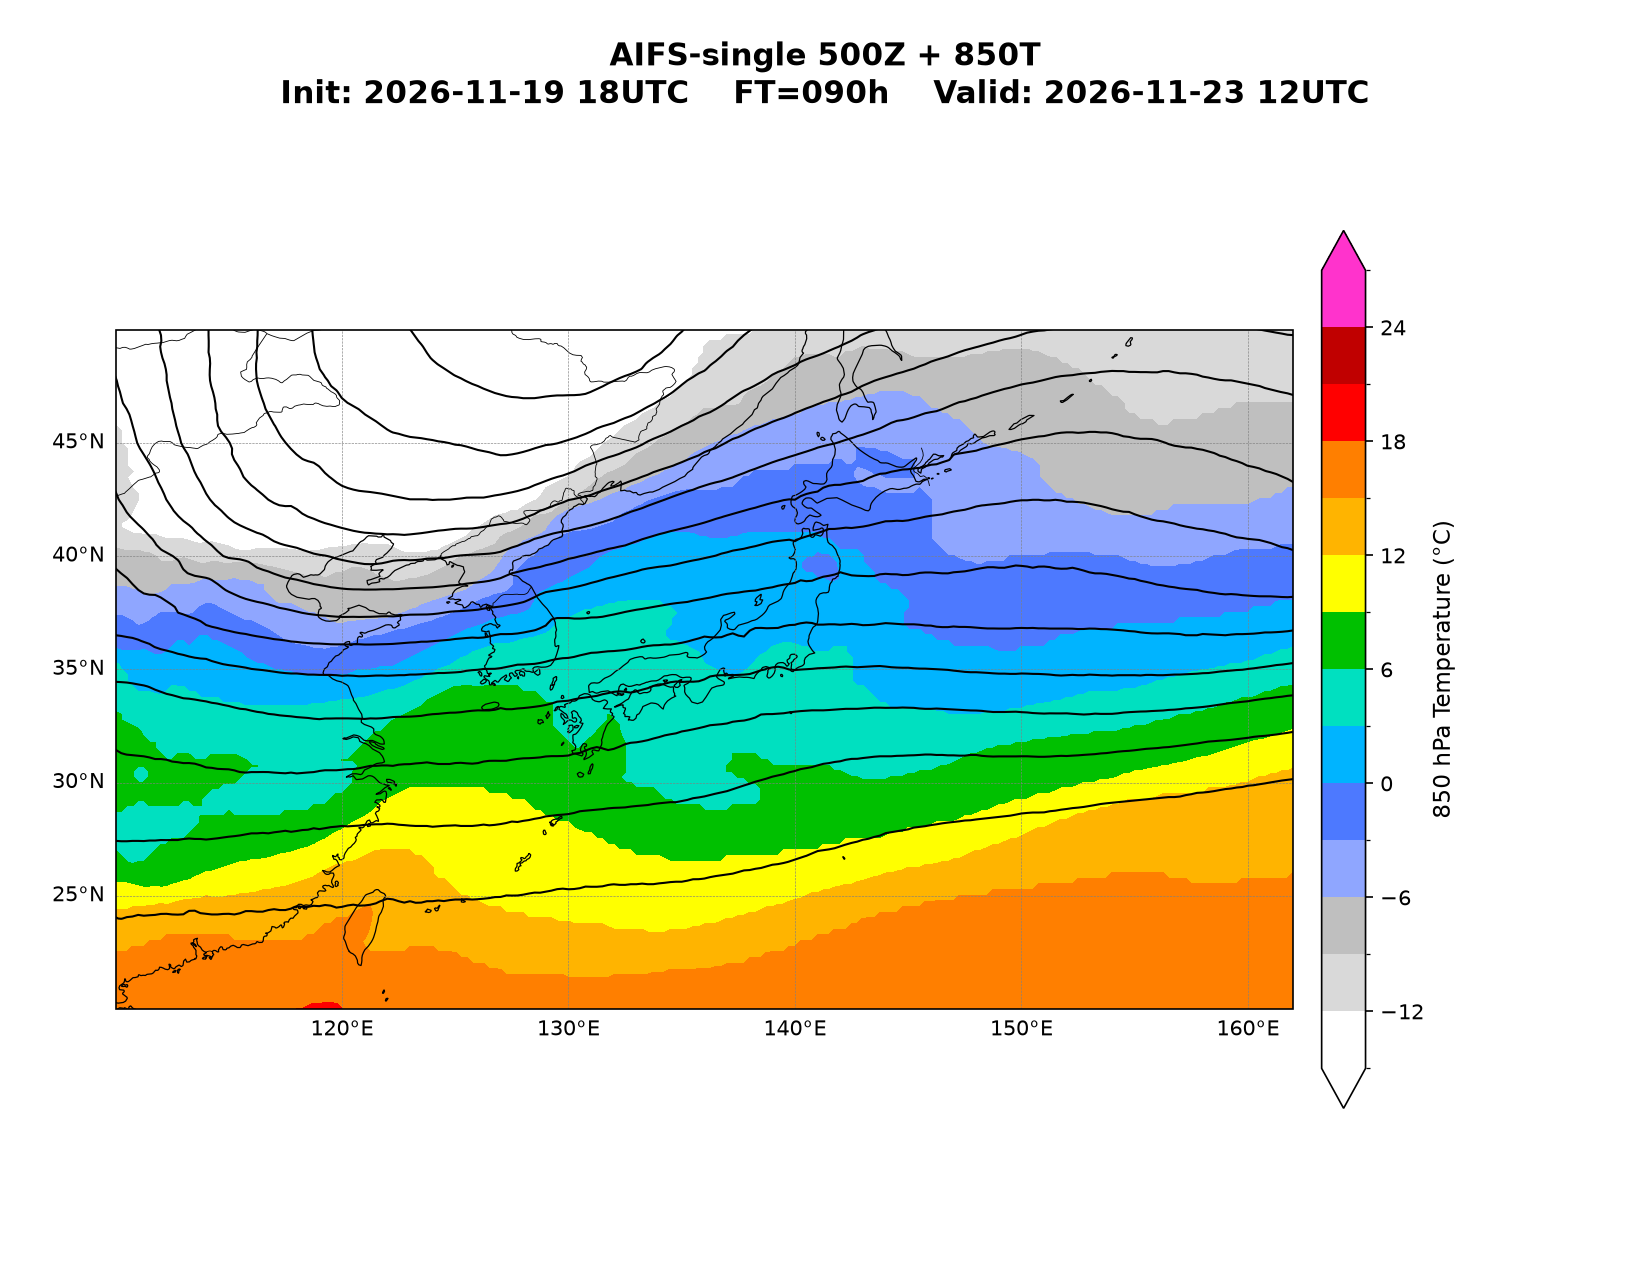 AIFS-single 500Z + 850T
Init: 2026-11-19 18UTC    FT=090h    Valid: 2026-11-23 12UTC
45°N
40°N
35°N
30°N
25°N
120°E
130°E
140°E
150°E
160°E
24
18
12
6
0
−6
−12
850 hPa Temperature (°C)